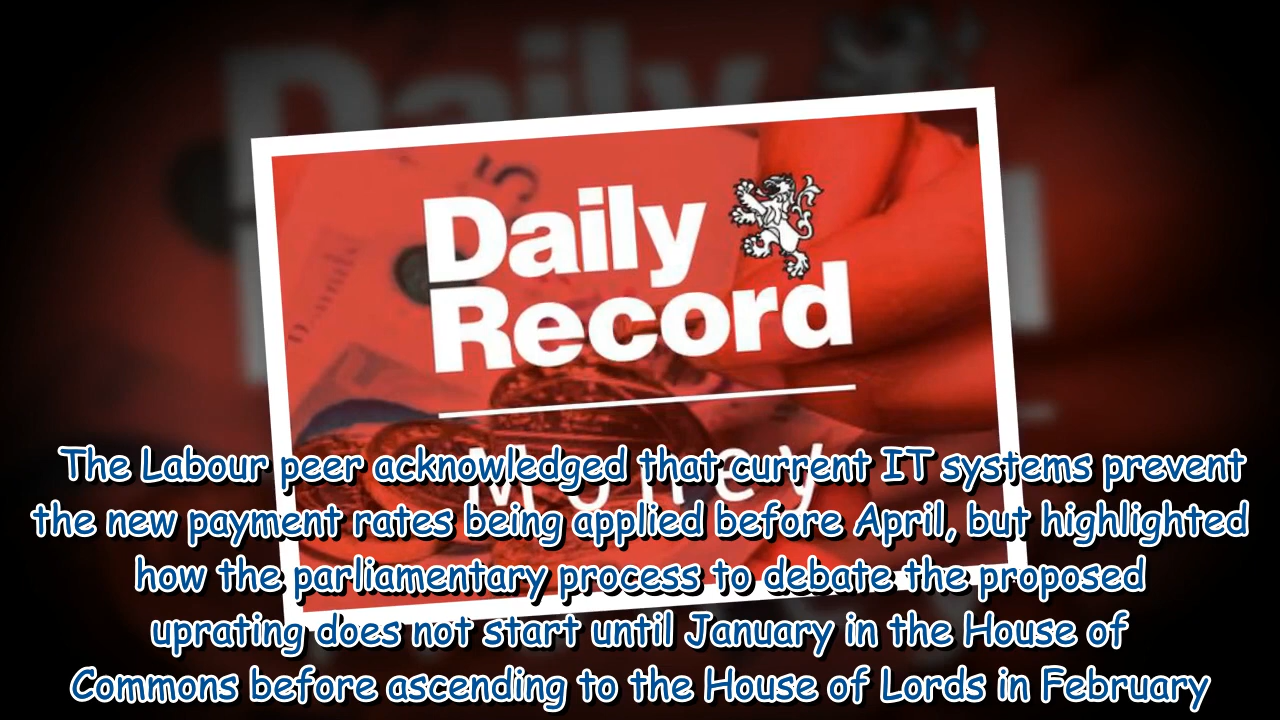 Daily
Record
Money
The Labour peer acknowledged that current IT systems prevent
the new payment rates being applied before April, but highlighted
how the parliamentary process to debate the proposed
uprating does not start until January in the House of
Commons before ascending to the House of Lords in February